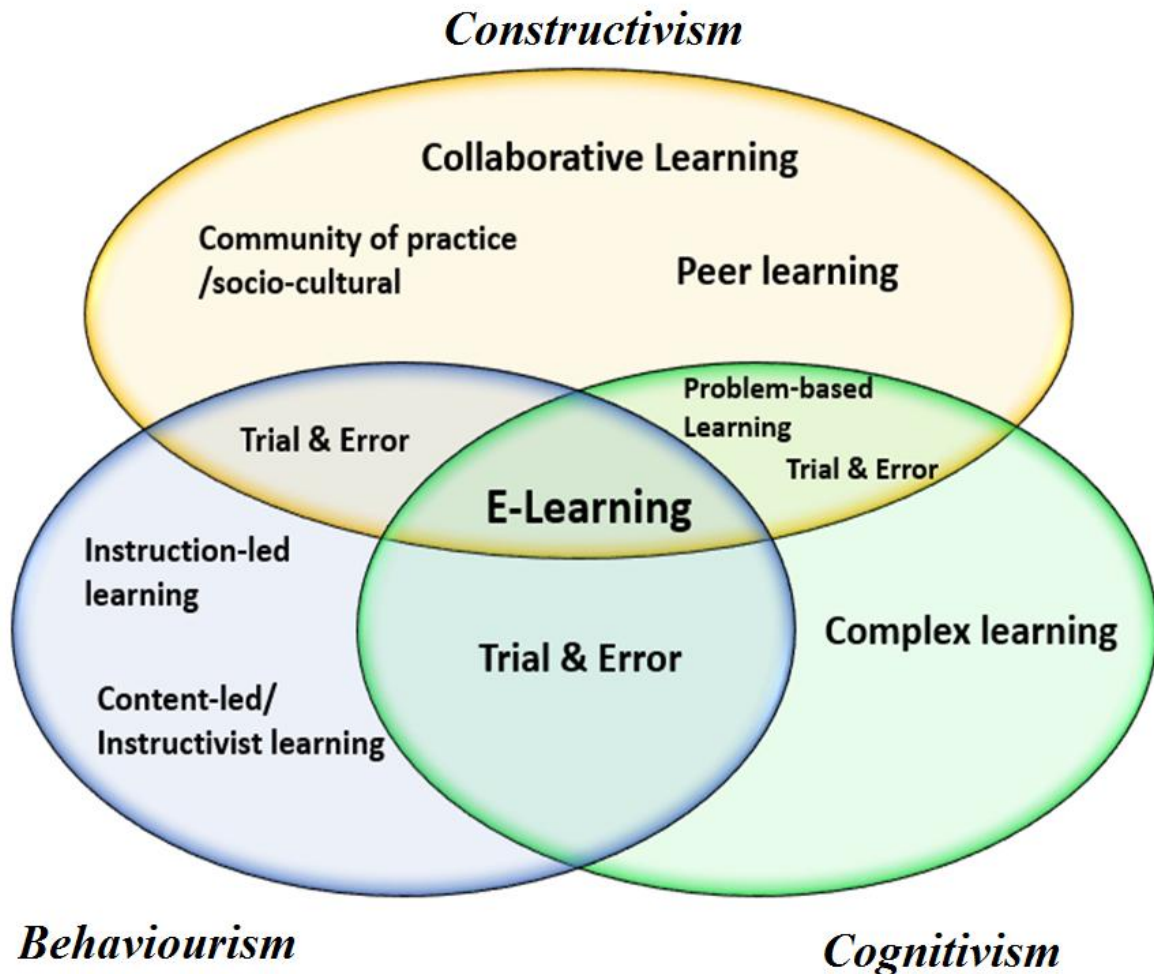 Constructivism
Collaborative Learning
Community of practice
/socio-cultural
Peer learning
Problem-based
Learning
Trial & Error
Trial & Error
E-Learning
Instruction-led
learning
Complex learning
Trial & Error
Content-led/
Instructivist learning
Behaviourism
Cognitivism